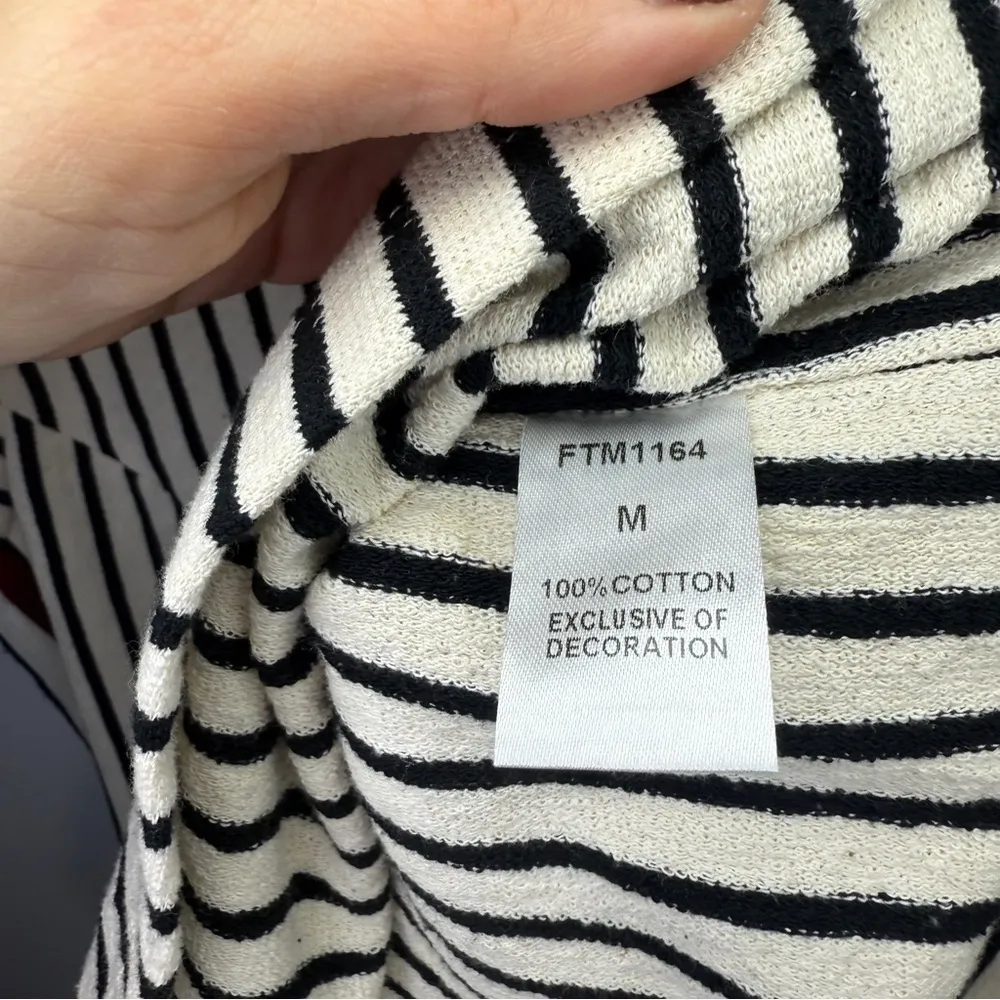 FTM1164
M
100%COTTON
EXCLUSIVE OF
DECORATION